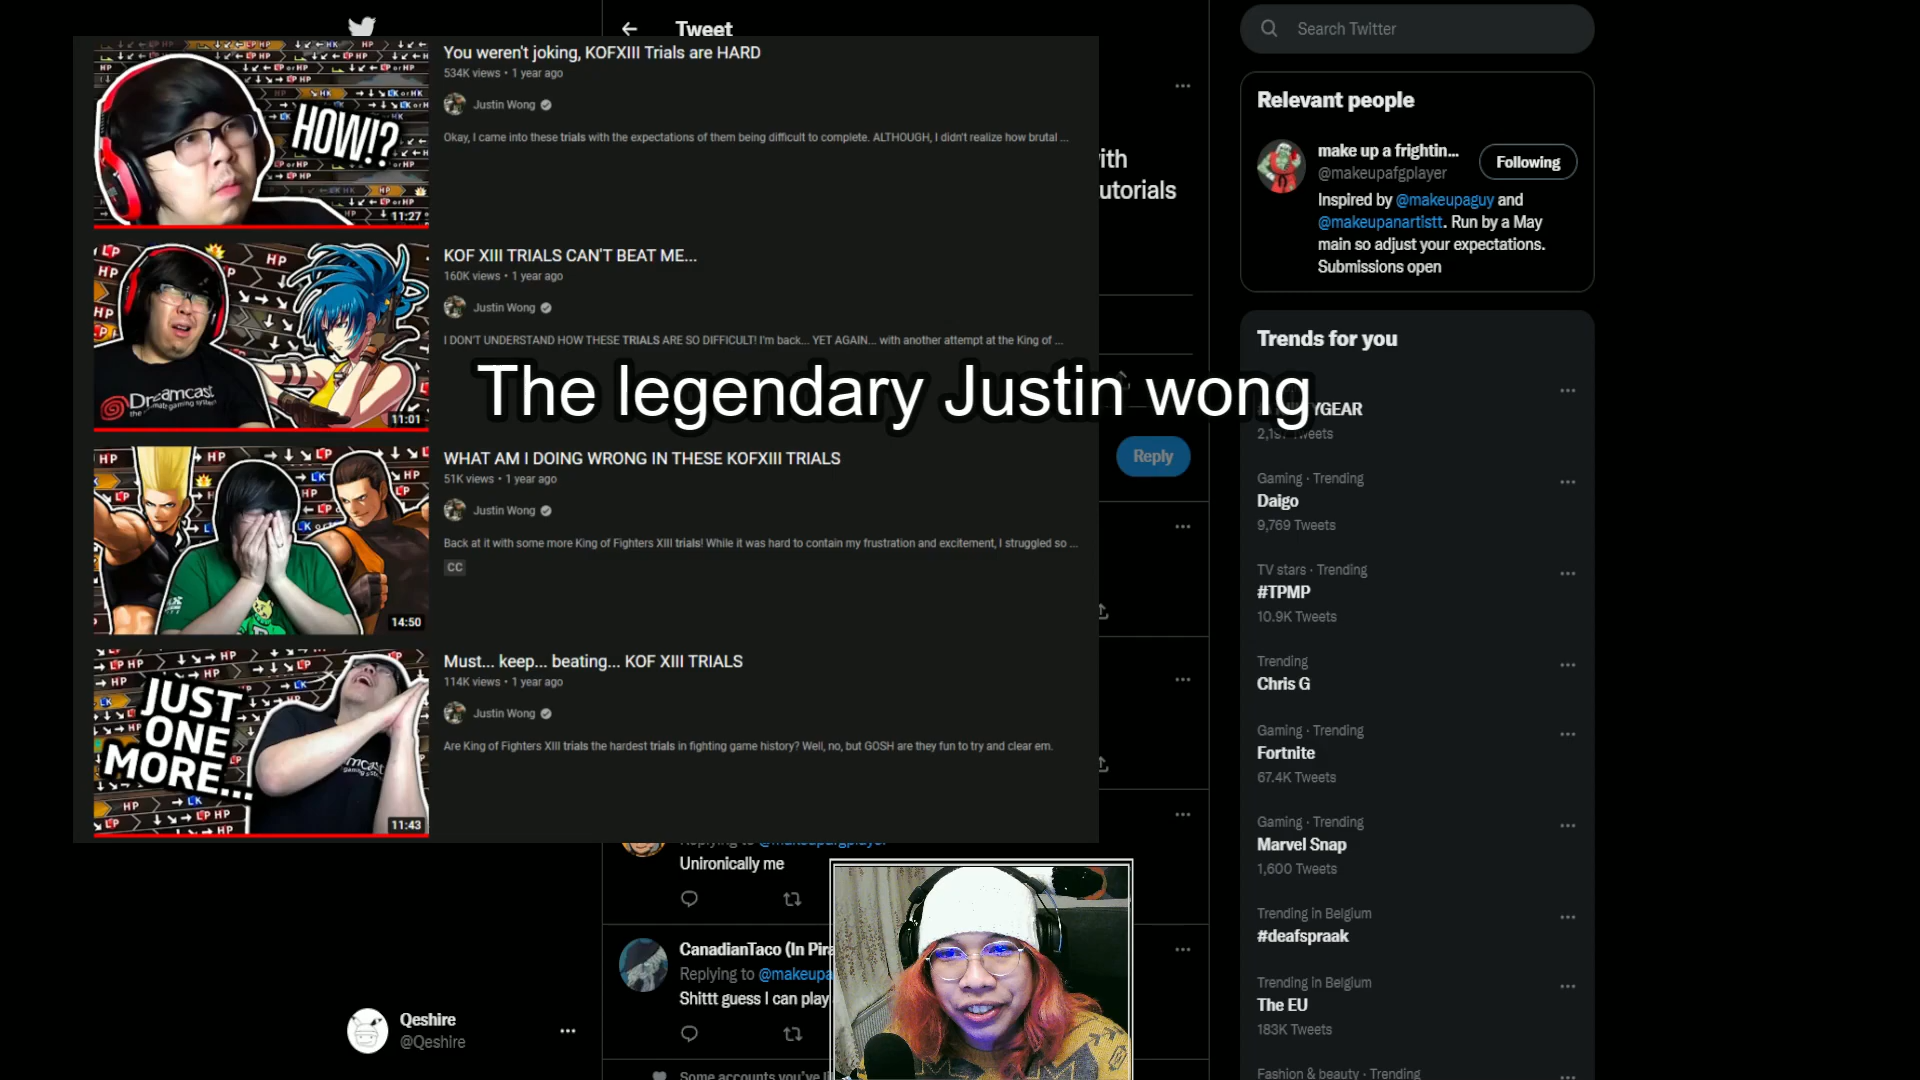 Tweet
Search Twitter
You weren't joking, KOFXIII Trials are HARD
534K views • 1 year ago
Justin Wong
Okay, I came into these trials with the expectations of them being difficult to complete. ALTHOUGH, I didn't realize how brutal ...
HOW!?
11:27
KOF XIII TRIALS CAN'T BEAT ME...
160K views • 1 year ago
Justin Wong
I DON'T UNDERSTAND HOW THESE TRIALS ARE SO DIFFICULT! I'm back... YET AGAIN... with another attempt at the King of ...
Dreamcast
11:01
The legendary Justin wong
WHAT AM I DOING WRONG IN THESE KOFXIII TRIALS
51K views • 1 year ago
Justin Wong
Back at it with some more King of Fighters XIII trials! While it was hard to contain my frustration and excitement, I struggled so ...
CC
14:50
Must... keep... beating... KOF XIII TRIALS
114K views • 1 year ago
Justin Wong
Are King of Fighters XIII trials the hardest trials in fighting game history? Well, no, but GOSH are they fun to try and clear em.
JUST
ONE
MORE...
11:43
utorials
Reply
Unironically me
CanadianTaco (In Pira
Replying to @makeupa
Shittt guess I can play
Some accounts you've li
Qeshire
@Qeshire
Relevant people
make up a frightin...
@makeupafgplayer
Following
Inspired by @makeupaguy and
@makeupanartistt. Run by a May
main so adjust your expectations.
Submissions open
Trends for you
YGEAR
Tweets
Gaming · Trending
Daigo
9,769 Tweets
TV stars · Trending
#TPMP
10.9K Tweets
Trending
Chris G
Gaming · Trending
Fortnite
67.4K Tweets
Gaming · Trending
Marvel Snap
1,600 Tweets
Trending in Belgium
#deafspraak
Trending in Belgium
The EU
183K Tweets
Fashion & beauty · Trending